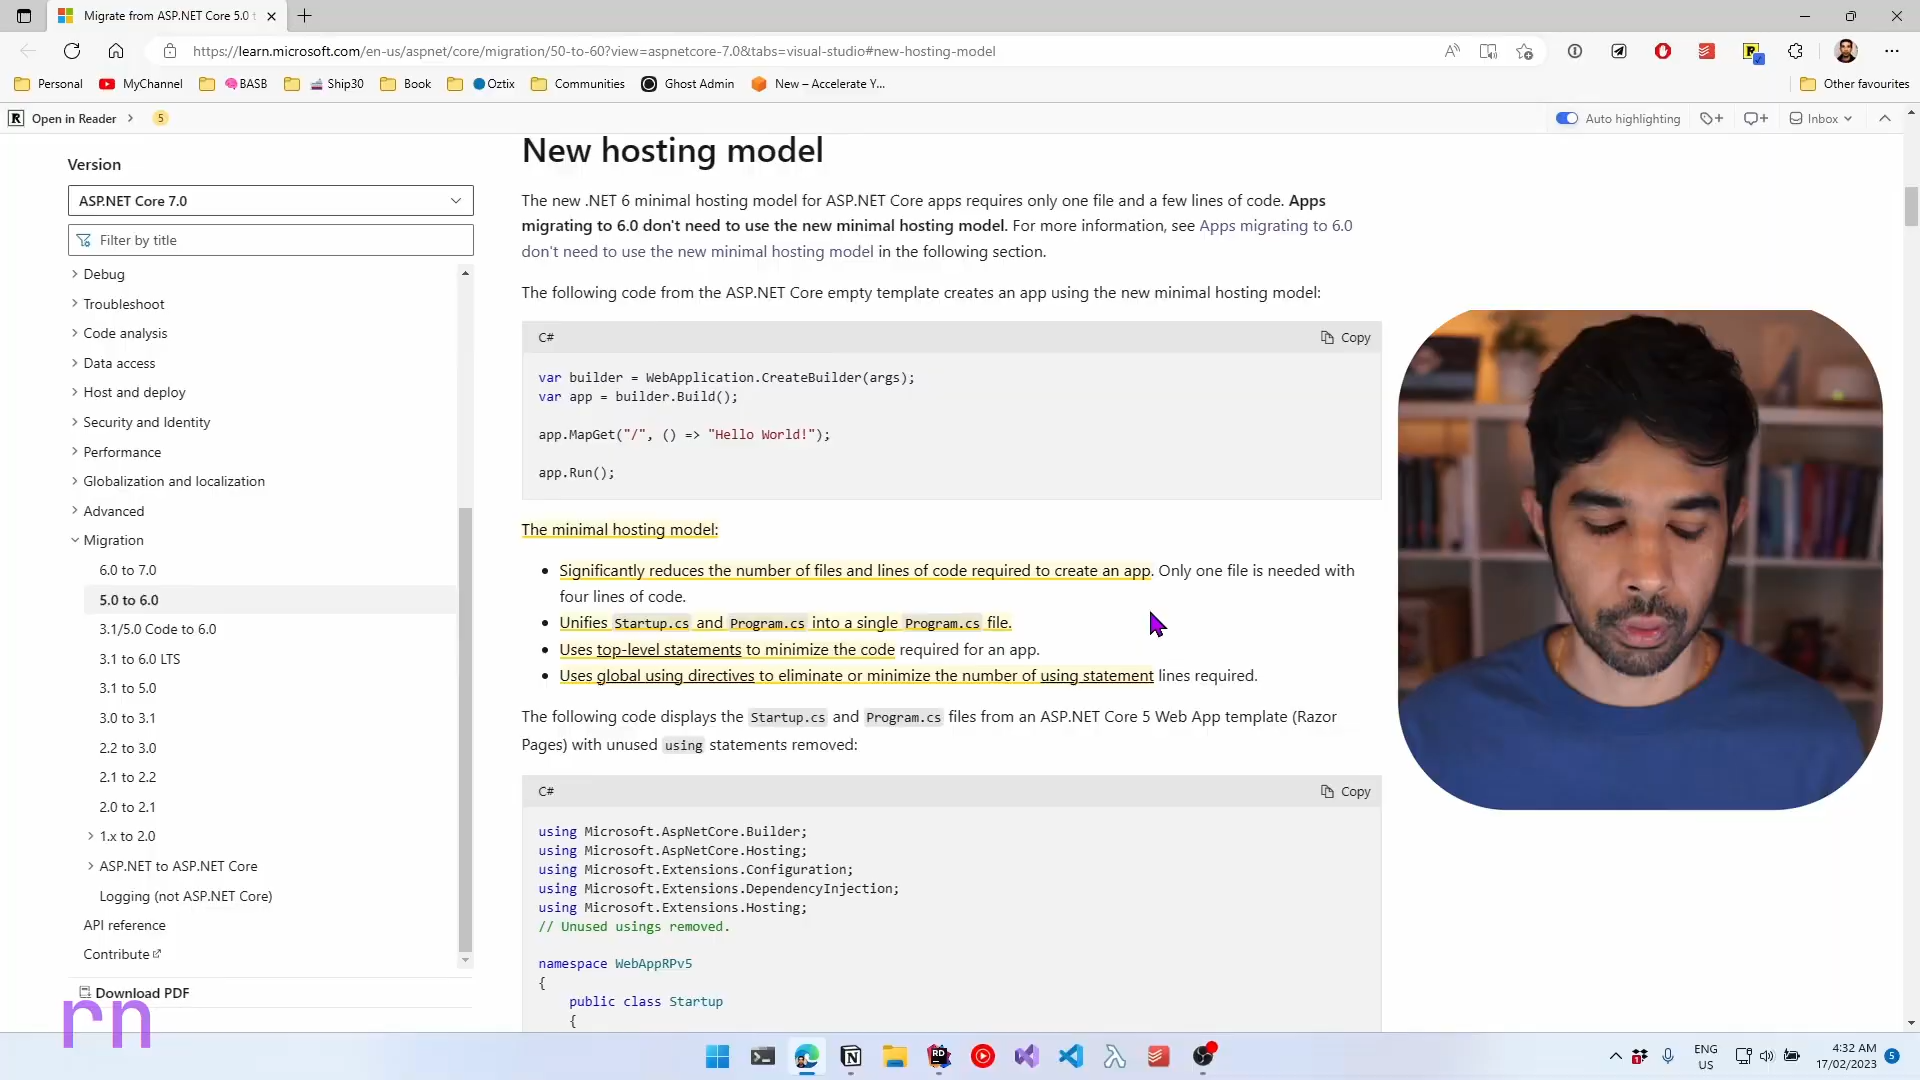 Migrate from ASP.NET Core 5.0 t
https://learn.microsoft.com/en-us/aspnet/core/migration/50-to-60?view=aspnetcore-7.0&tabs=visual-studio#new-hosting-model
Personal MyChannel BASB Ship30 Book Oztix Communities Ghost Admin New – Accelerate Y... Other favourites
R Open in Reader 5 Auto highlighting Inbox
Version
ASP.NET Core 7.0
Filter by title
Debug
Troubleshoot
Code analysis
Data access
Host and deploy
Security and Identity
Performance
Globalization and localization
Advanced
Migration
6.0 to 7.0
5.0 to 6.0
3.1/5.0 Code to 6.0
3.1 to 6.0 LTS
3.1 to 5.0
3.0 to 3.1
2.2 to 3.0
2.1 to 2.2
2.0 to 2.1
1.x to 2.0
ASP.NET to ASP.NET Core
Logging (not ASP.NET Core)
API reference
Contribute
Download PDF
rn
New hosting model
The new .NET 6 minimal hosting model for ASP.NET Core apps requires only one file and a few lines of code. Apps
migrating to 6.0 don't need to use the new minimal hosting model. For more information, see Apps migrating to 6.0
don't need to use the new minimal hosting model in the following section.
The following code from the ASP.NET Core empty template creates an app using the new minimal hosting model:
C# Copy
var builder = WebApplication.CreateBuilder(args);
var app = builder.Build();
app.MapGet("/", () => "Hello World!");
app.Run();
The minimal hosting model:
• Significantly reduces the number of files and lines of code required to create an app. Only one file is needed with
four lines of code.
• Unifies Startup.cs and Program.cs into a single Program.cs file.
• Uses top-level statements to minimize the code required for an app.
• Uses global using directives to eliminate or minimize the number of using statement lines required.
The following code displays the Startup.cs and Program.cs files from an ASP.NET Core 5 Web App template (Razor
Pages) with unused using statements removed:
C# Copy
using Microsoft.AspNetCore.Builder;
using Microsoft.AspNetCore.Hosting;
using Microsoft.Extensions.Configuration;
using Microsoft.Extensions.DependencyInjection;
using Microsoft.Extensions.Hosting;
// Unused usings removed.
namespace WebAppRPv5
{
public class Startup
{
ENG
US
4:32 AM
17/02/2023
5